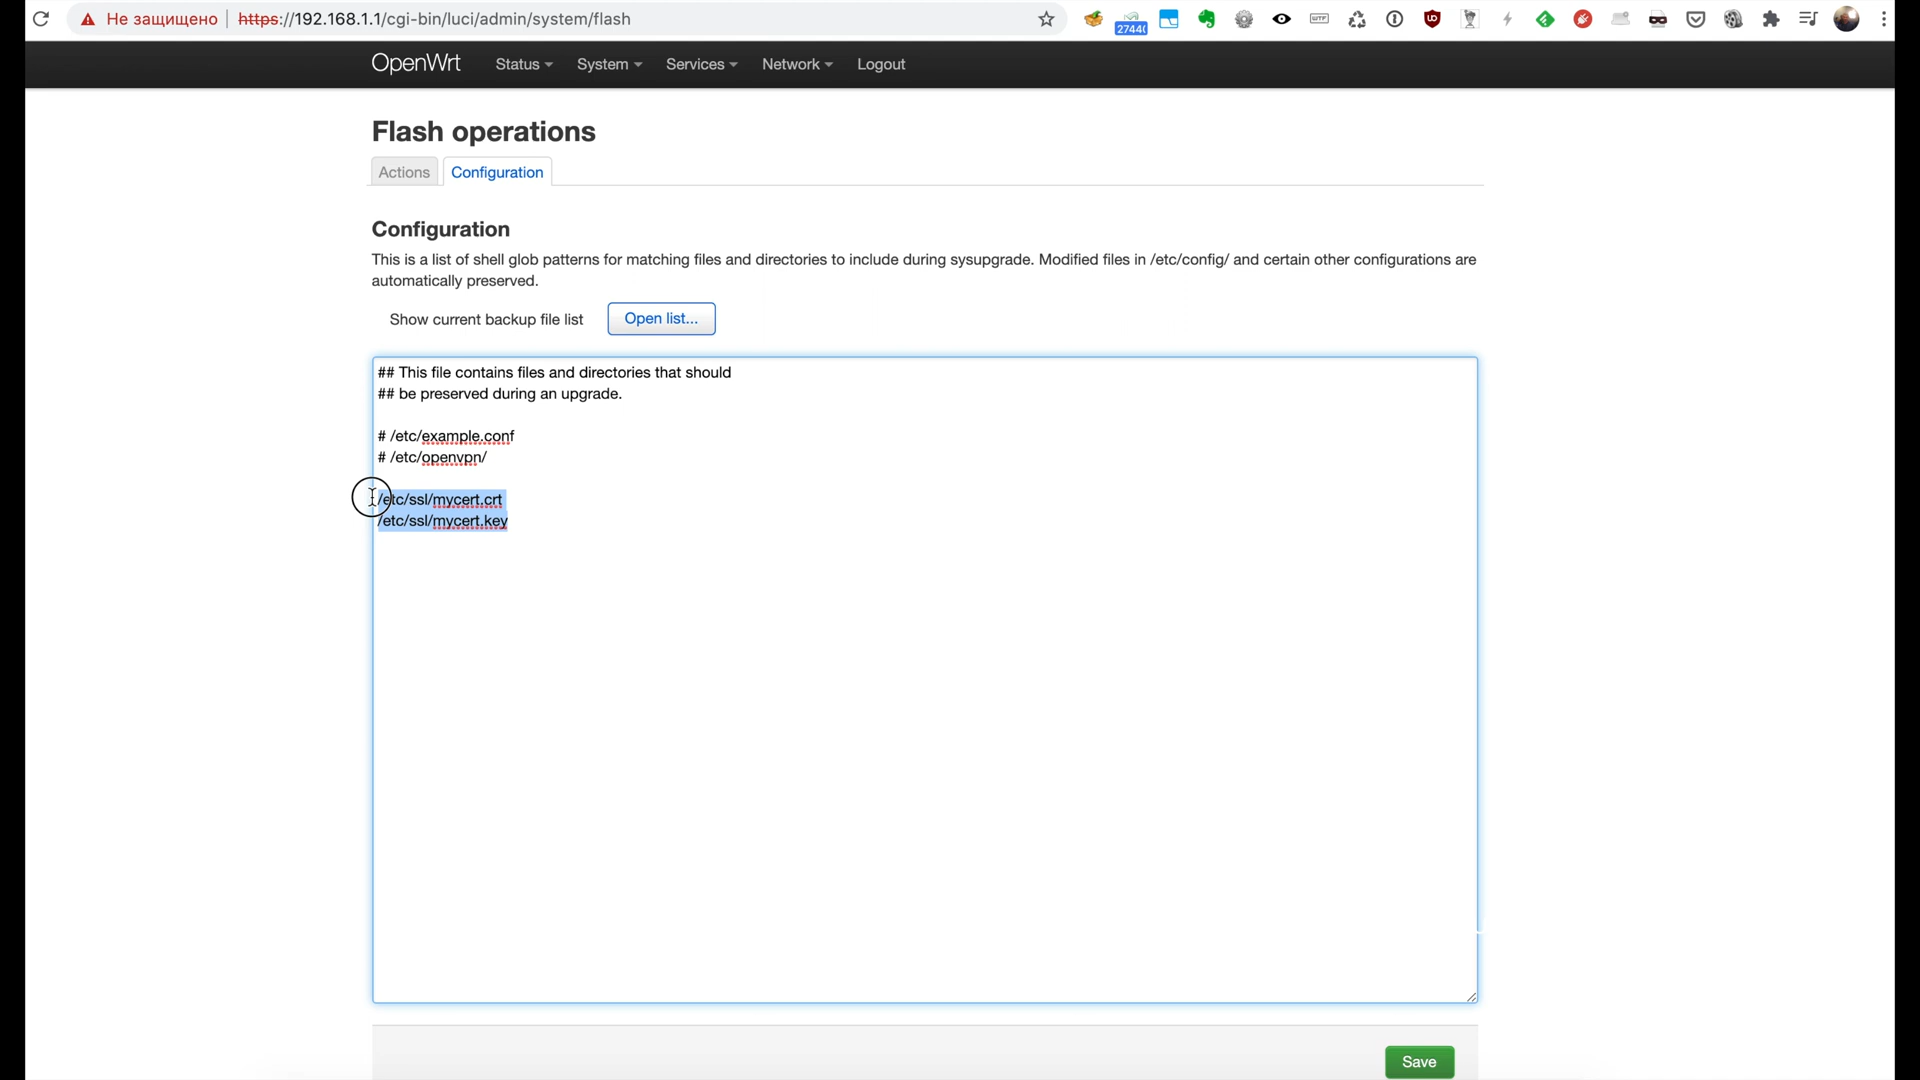 Не защищено https://192.168.1.1/cgi-bin/luci/admin/system/flash
OpenWrt Status System Services Network Logout
Flash operations
Actions Configuration
Configuration
This is a list of shell glob patterns for matching files and directories to include during sysupgrade. Modified files in /etc/config/ and certain other configurations are
automatically preserved.
Show current backup file list Open list...
## This file contains files and directories that should
## be preserved during an upgrade.
# /etc/example.conf
# /etc/openvpn/
/etc/ssl/mycert.crt
/etc/ssl/mycert.key
Save